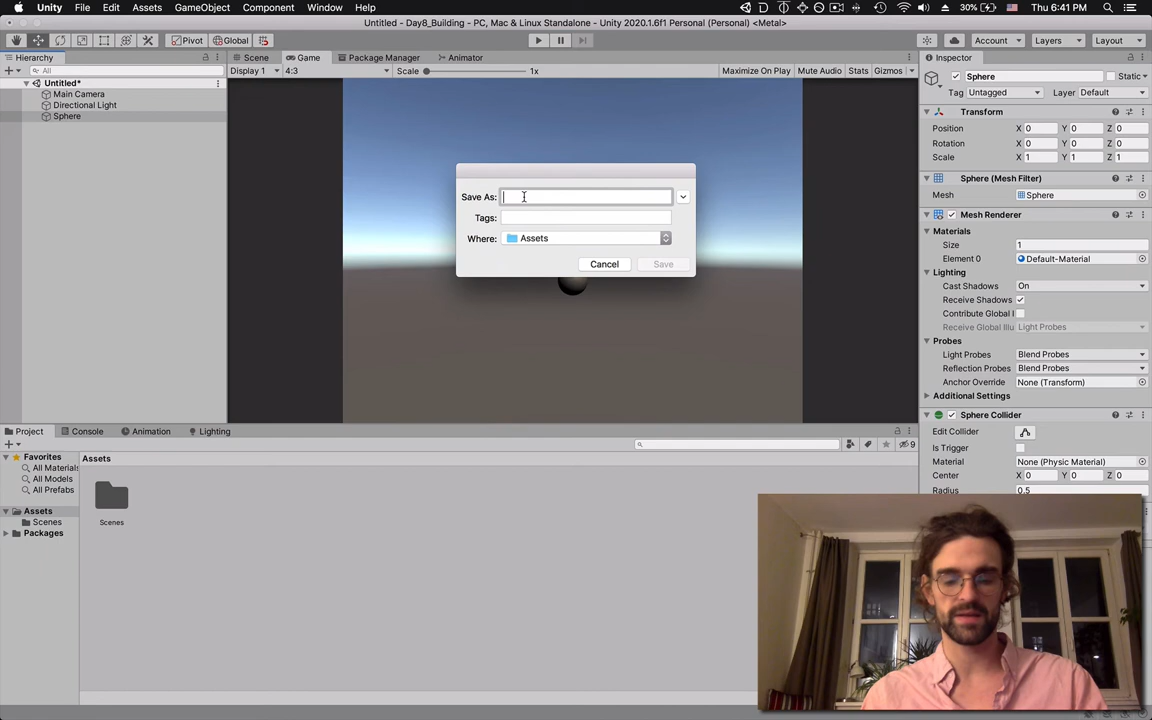 Unity File Edit Assets GameObject Component Window Help 30% Thu 6:41 PM
Untitled - Day8_Building - PC, Mac & Linux Standalone - Unity 2020.1.6f1 Personal (Personal) <Metal>
Pivot Global Account Layers Layout
Hierarchy Scene Game Package Manager Animator Inspector
All Display 1 4:3 Scale 1x Maximize On Play Mute Audio Stats Gizmos
Untitled*
Main Camera
Directional Light
Sphere
Save As:
Tags:
Where: Assets
Cancel Save
Sphere Static
Tag Untagged Layer Default
Transform
Position X 0 Y 0 Z 0
Rotation X 0 Y 0 Z 0
Scale X 1 Y 1 Z 1
Sphere (Mesh Filter)
Mesh Sphere
Mesh Renderer
Materials
Size 1
Element 0 Default-Material
Lighting
Cast Shadows On
Receive Shadows
Contribute Global I
Receive Global Illu Light Probes
Probes
Light Probes Blend Probes
Reflection Probes Blend Probes
Anchor Override None (Transform)
Additional Settings
Sphere Collider
Edit Collider
Is Trigger
Material None (Physic Material)
Center X 0 Y 0 Z 0
Radius 0.5
Project Console Animation Lighting
9
Favorites
All Materials
All Models
All Prefabs
Assets
Scenes
Packages
Assets
Scenes